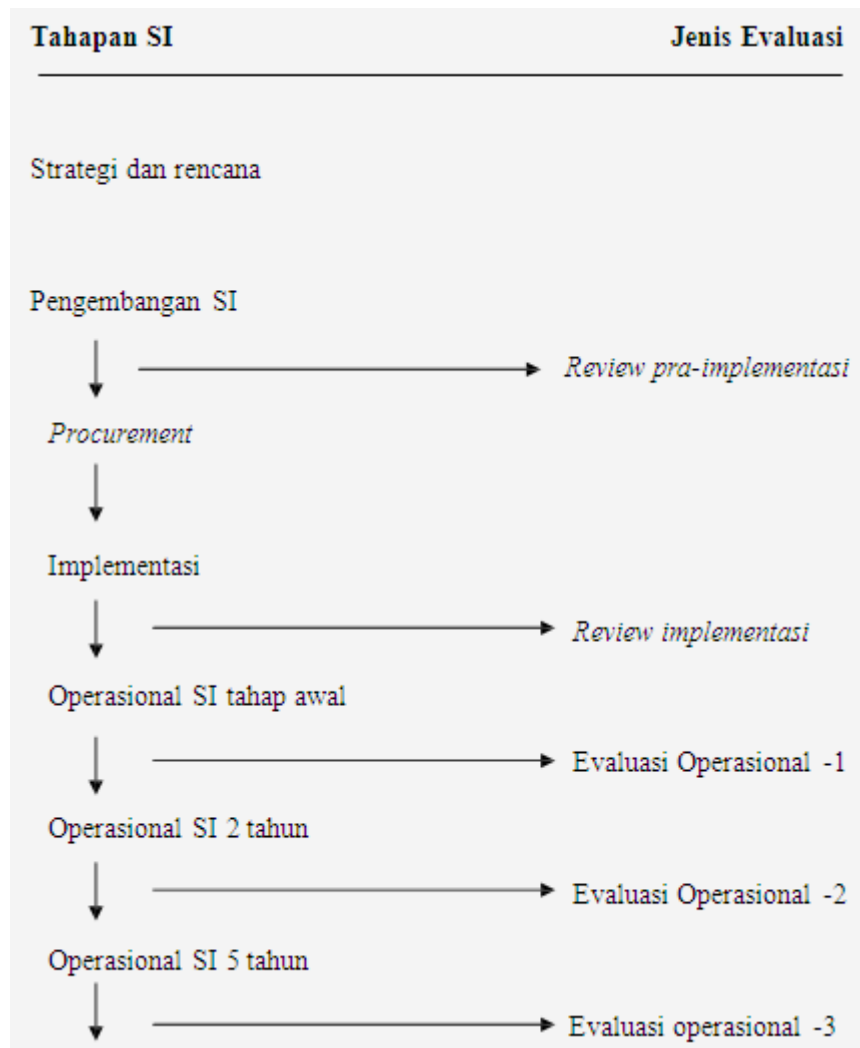 Tahapan SI Jenis Evaluasi
Strategi dan rencana
Pengembangan SI
Review pra-implementasi
Procurement
Implementasi
Review implementasi
Operasional SI tahap awal
Evaluasi Operasional -1
Operasional SI 2 tahun
Evaluasi Operasional -2
Operasional SI 5 tahun
Evaluasi operasional -3